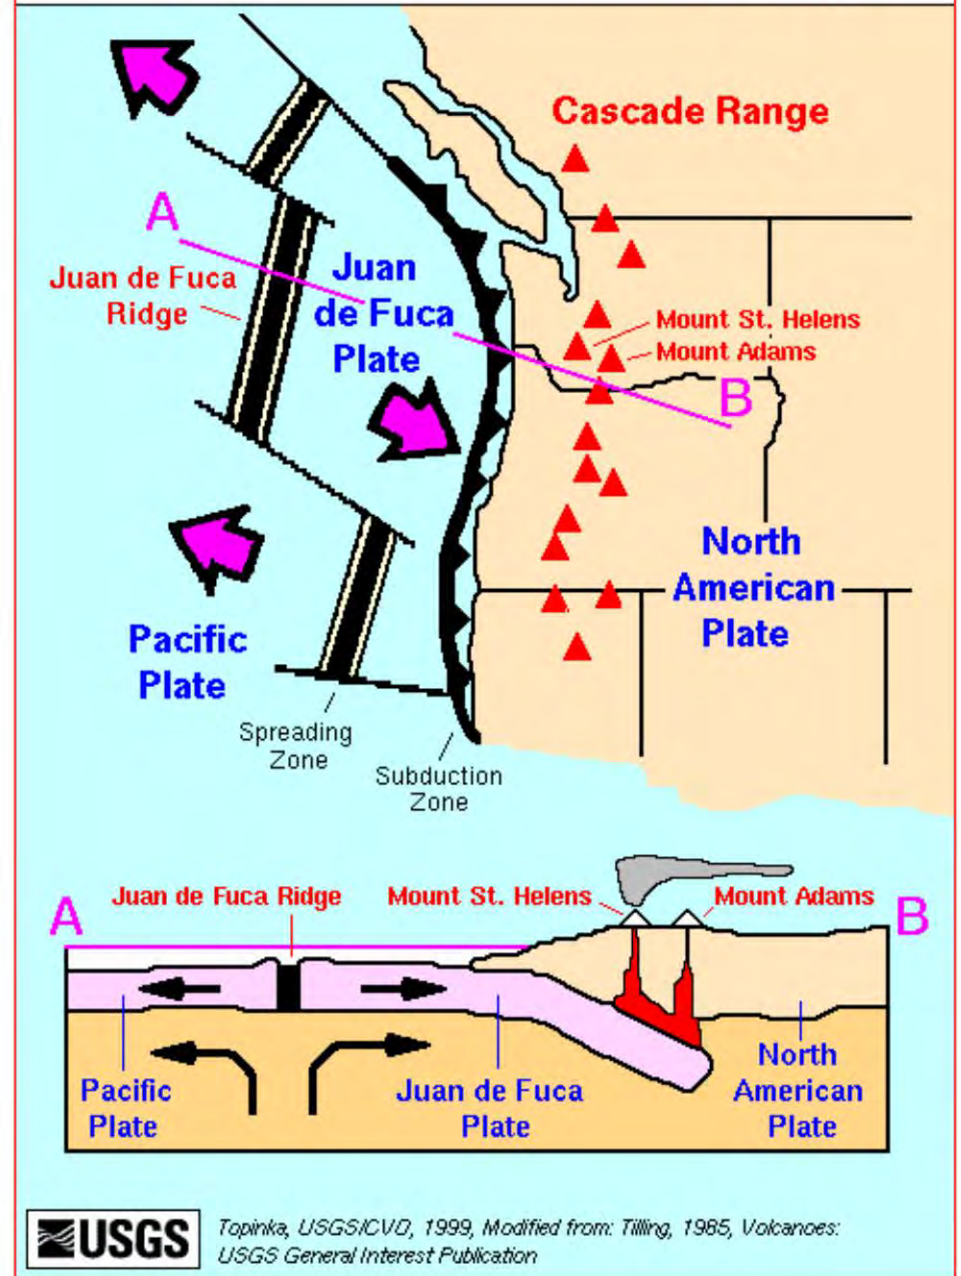 Cascade Range
A
Juan de Fuca
Ridge
Juan
de Fuca
Plate
Mount St. Helens
Mount Adams
B
North
American
Plate
Pacific
Plate
Spreading
Zone
Subduction
Zone
A
Juan de Fuca Ridge
Mount St. Helens
Mount Adams
B
Pacific
Plate
Juan de Fuca
Plate
North
American
Plate
USGS
Topinka, USGS/CVO, 1999, Modified from: Tilling, 1985, Volcanoes:
USGS General Interest Publication